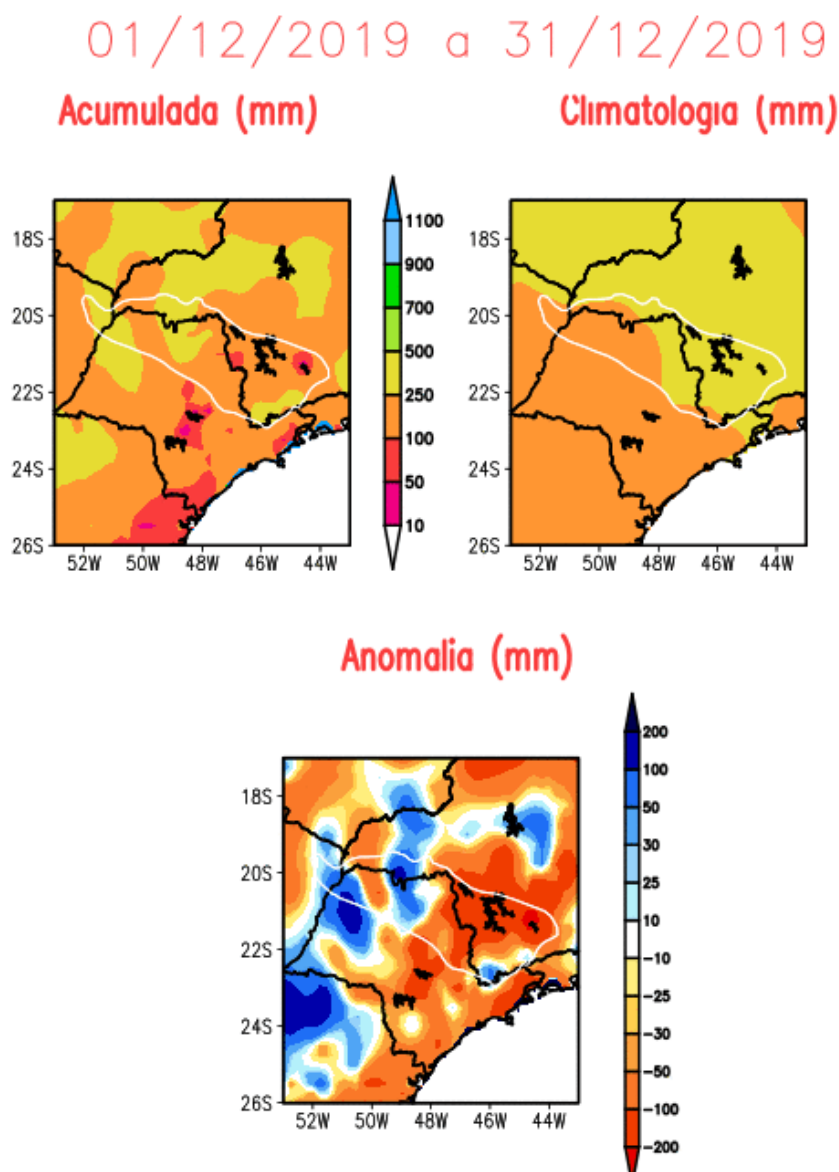 01/12/2019 a 31/12/2019
Acumulada (mm)
Climatologia (mm)
18S
20S
22S
24S
26S
52W 50W 48W 46W 44W
1100
900
700
500
250
100
50
10
18S
20S
22S
24S
26S
52W 50W 48W 46W 44W
Anomalia (mm)
18S
20S
22S
24S
26S
52W 50W 48W 46W 44W
200
100
50
30
25
10
-10
-25
-30
-50
-100
-200